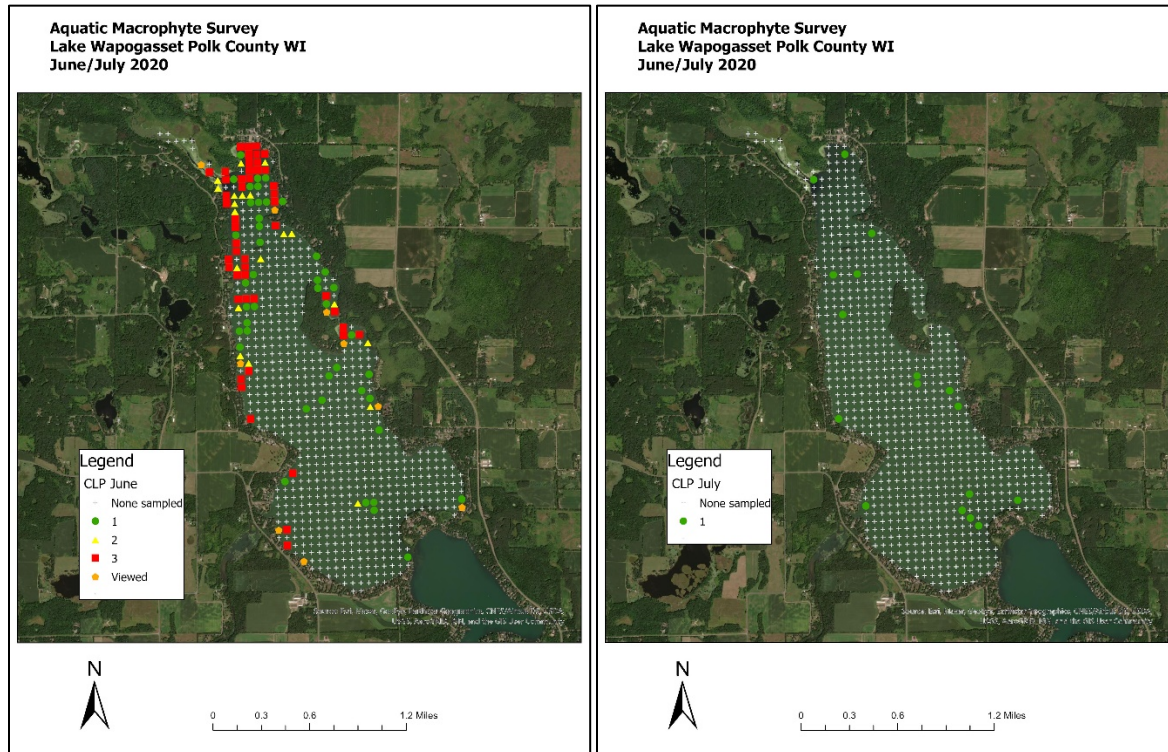 Aquatic Macrophyte Survey
Lake Wapogasset Polk County WI
June/July 2020
Legend
CLP June
None sampled
1
2
3
Viewed
N
0 0.3 0.6 1.2 Miles
Aquatic Macrophyte Survey
Lake Wapogasset Polk County WI
June/July 2020
Legend
CLP July
None sampled
1
N
0 0.3 0.6 1.2 Miles